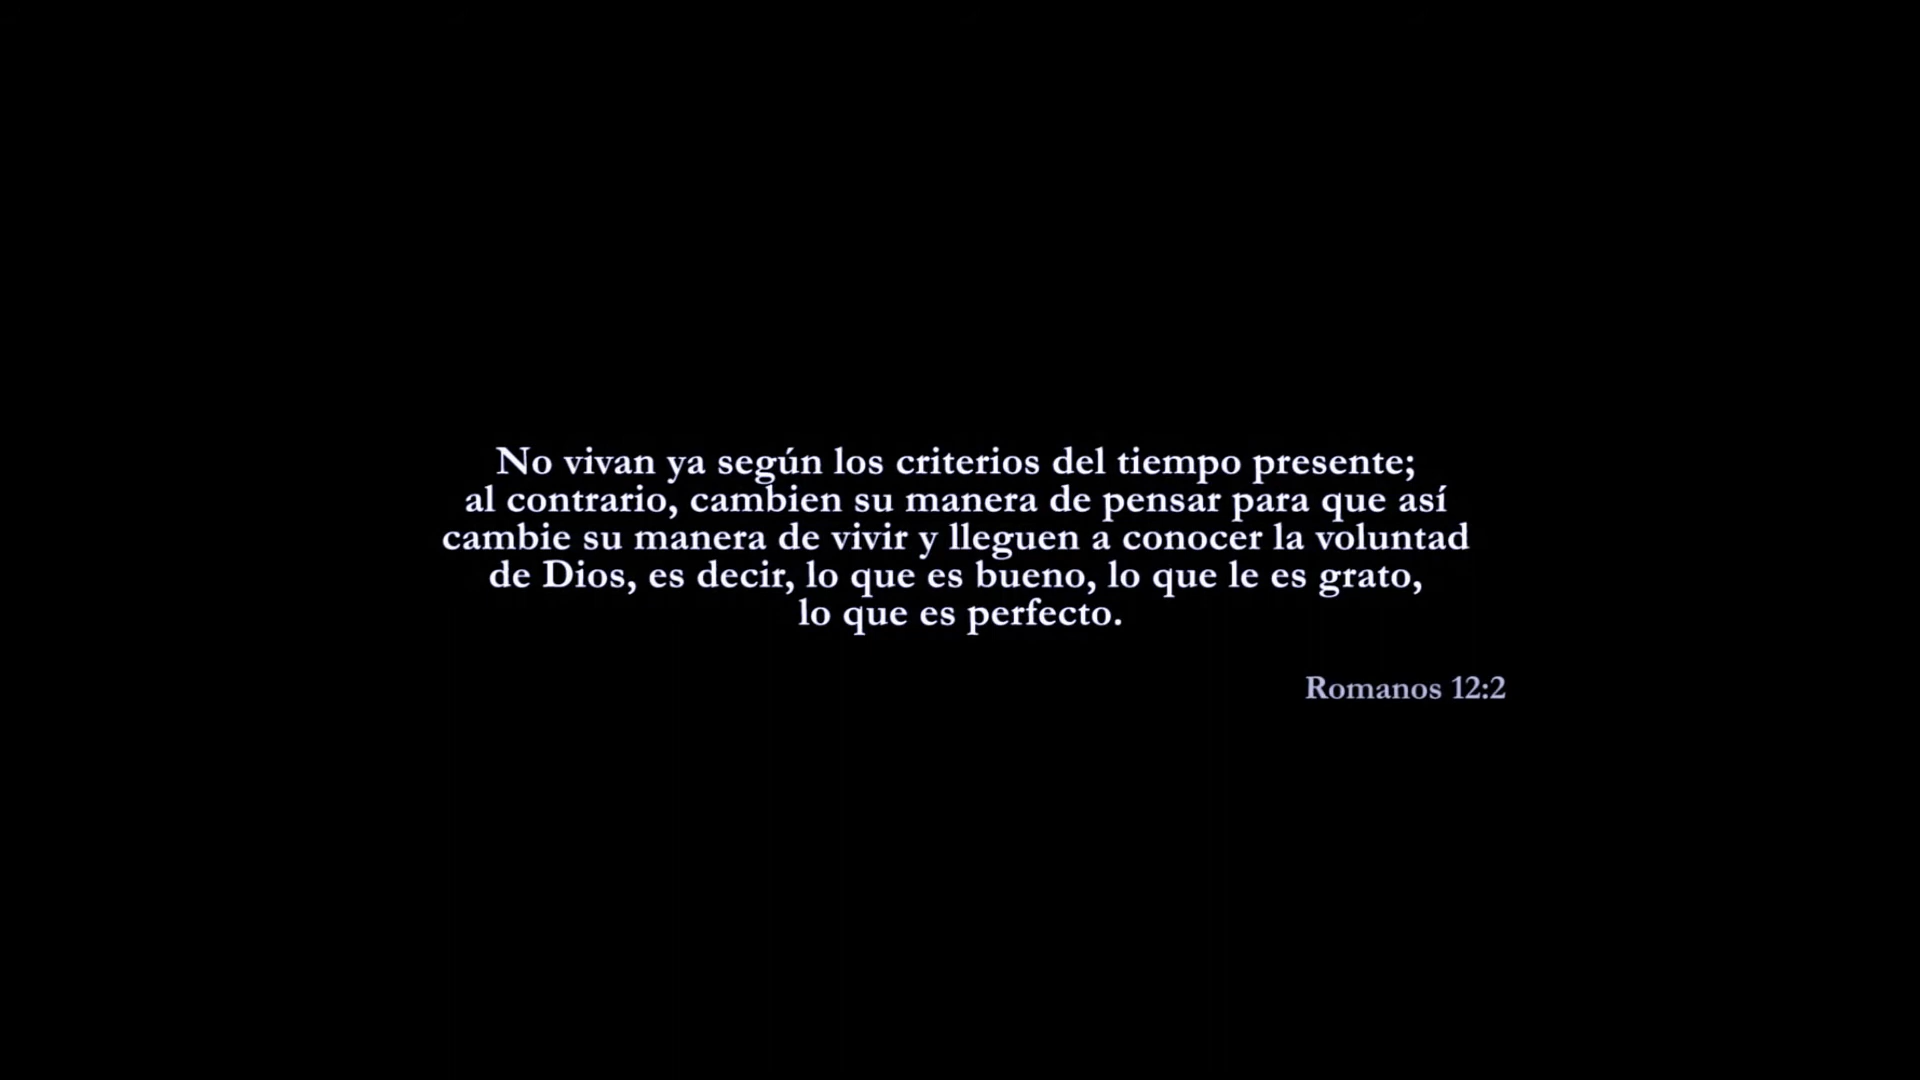 No vivan ya según los criterios del tiempo presente;
al contrario, cambien su manera de pensar para que así
cambie su manera de vivir y lleguen a conocer la voluntad
de Dios, es decir, lo que es bueno, lo que le es grato,
lo que es perfecto.
Romanos 12:2